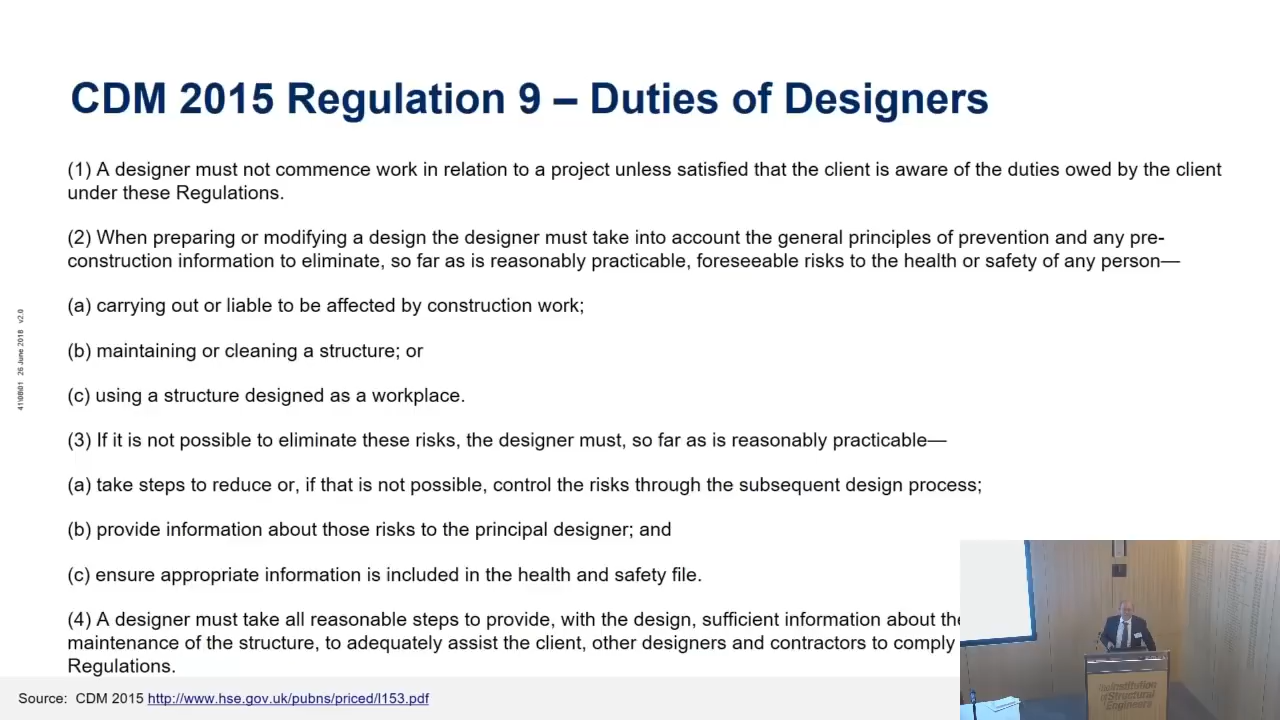 CDM 2015 Regulation 9 – Duties of Designers
(1) A designer must not commence work in relation to a project unless satisfied that the client is aware of the duties owed by the client
under these Regulations.
(2) When preparing or modifying a design the designer must take into account the general principles of prevention and any pre-
construction information to eliminate, so far as is reasonably practicable, foreseeable risks to the health or safety of any person—
(a) carrying out or liable to be affected by construction work;
(b) maintaining or cleaning a structure; or
(c) using a structure designed as a workplace.
(3) If it is not possible to eliminate these risks, the designer must, so far as is reasonably practicable—
(a) take steps to reduce or, if that is not possible, control the risks through the subsequent design process;
(b) provide information about those risks to the principal designer; and
(c) ensure appropriate information is included in the health and safety file.
(4) A designer must take all reasonable steps to provide, with the design, sufficient information about the
maintenance of the structure, to adequately assist the client, other designers and contractors to comply
Regulations.
26 June 2018 v2.0
Source: CDM 2015 http://www.hse.gov.uk/pubns/priced/l153.pdf
TheInstitution
ofStructural
Engineers